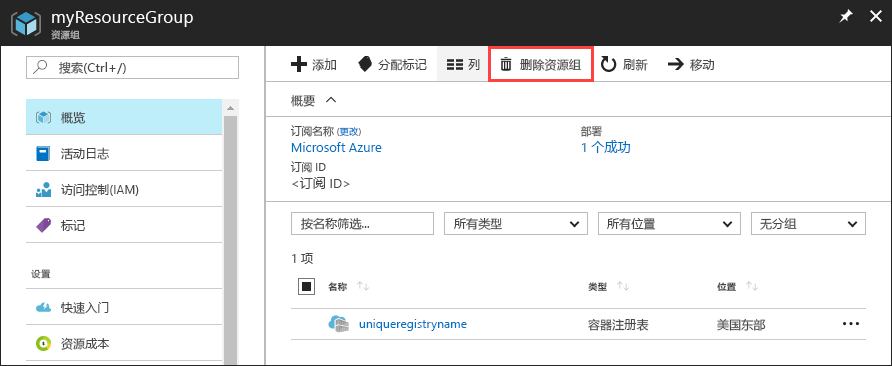 myResourceGroup
资源组
搜索(Ctrl+/)
概览
活动日志
访问控制(IAM)
标记
设置
快速入门
资源成本
添加 分配标记 列 删除资源组 刷新 移动
概要
订阅名称 (更改) 部署
Microsoft Azure 1 个成功
订阅 ID
<订阅 ID>
按名称筛选... 所有类型 所有位置 无分组
1 项
名称 类型 位置
uniqueregistryname 容器注册表 美国东部